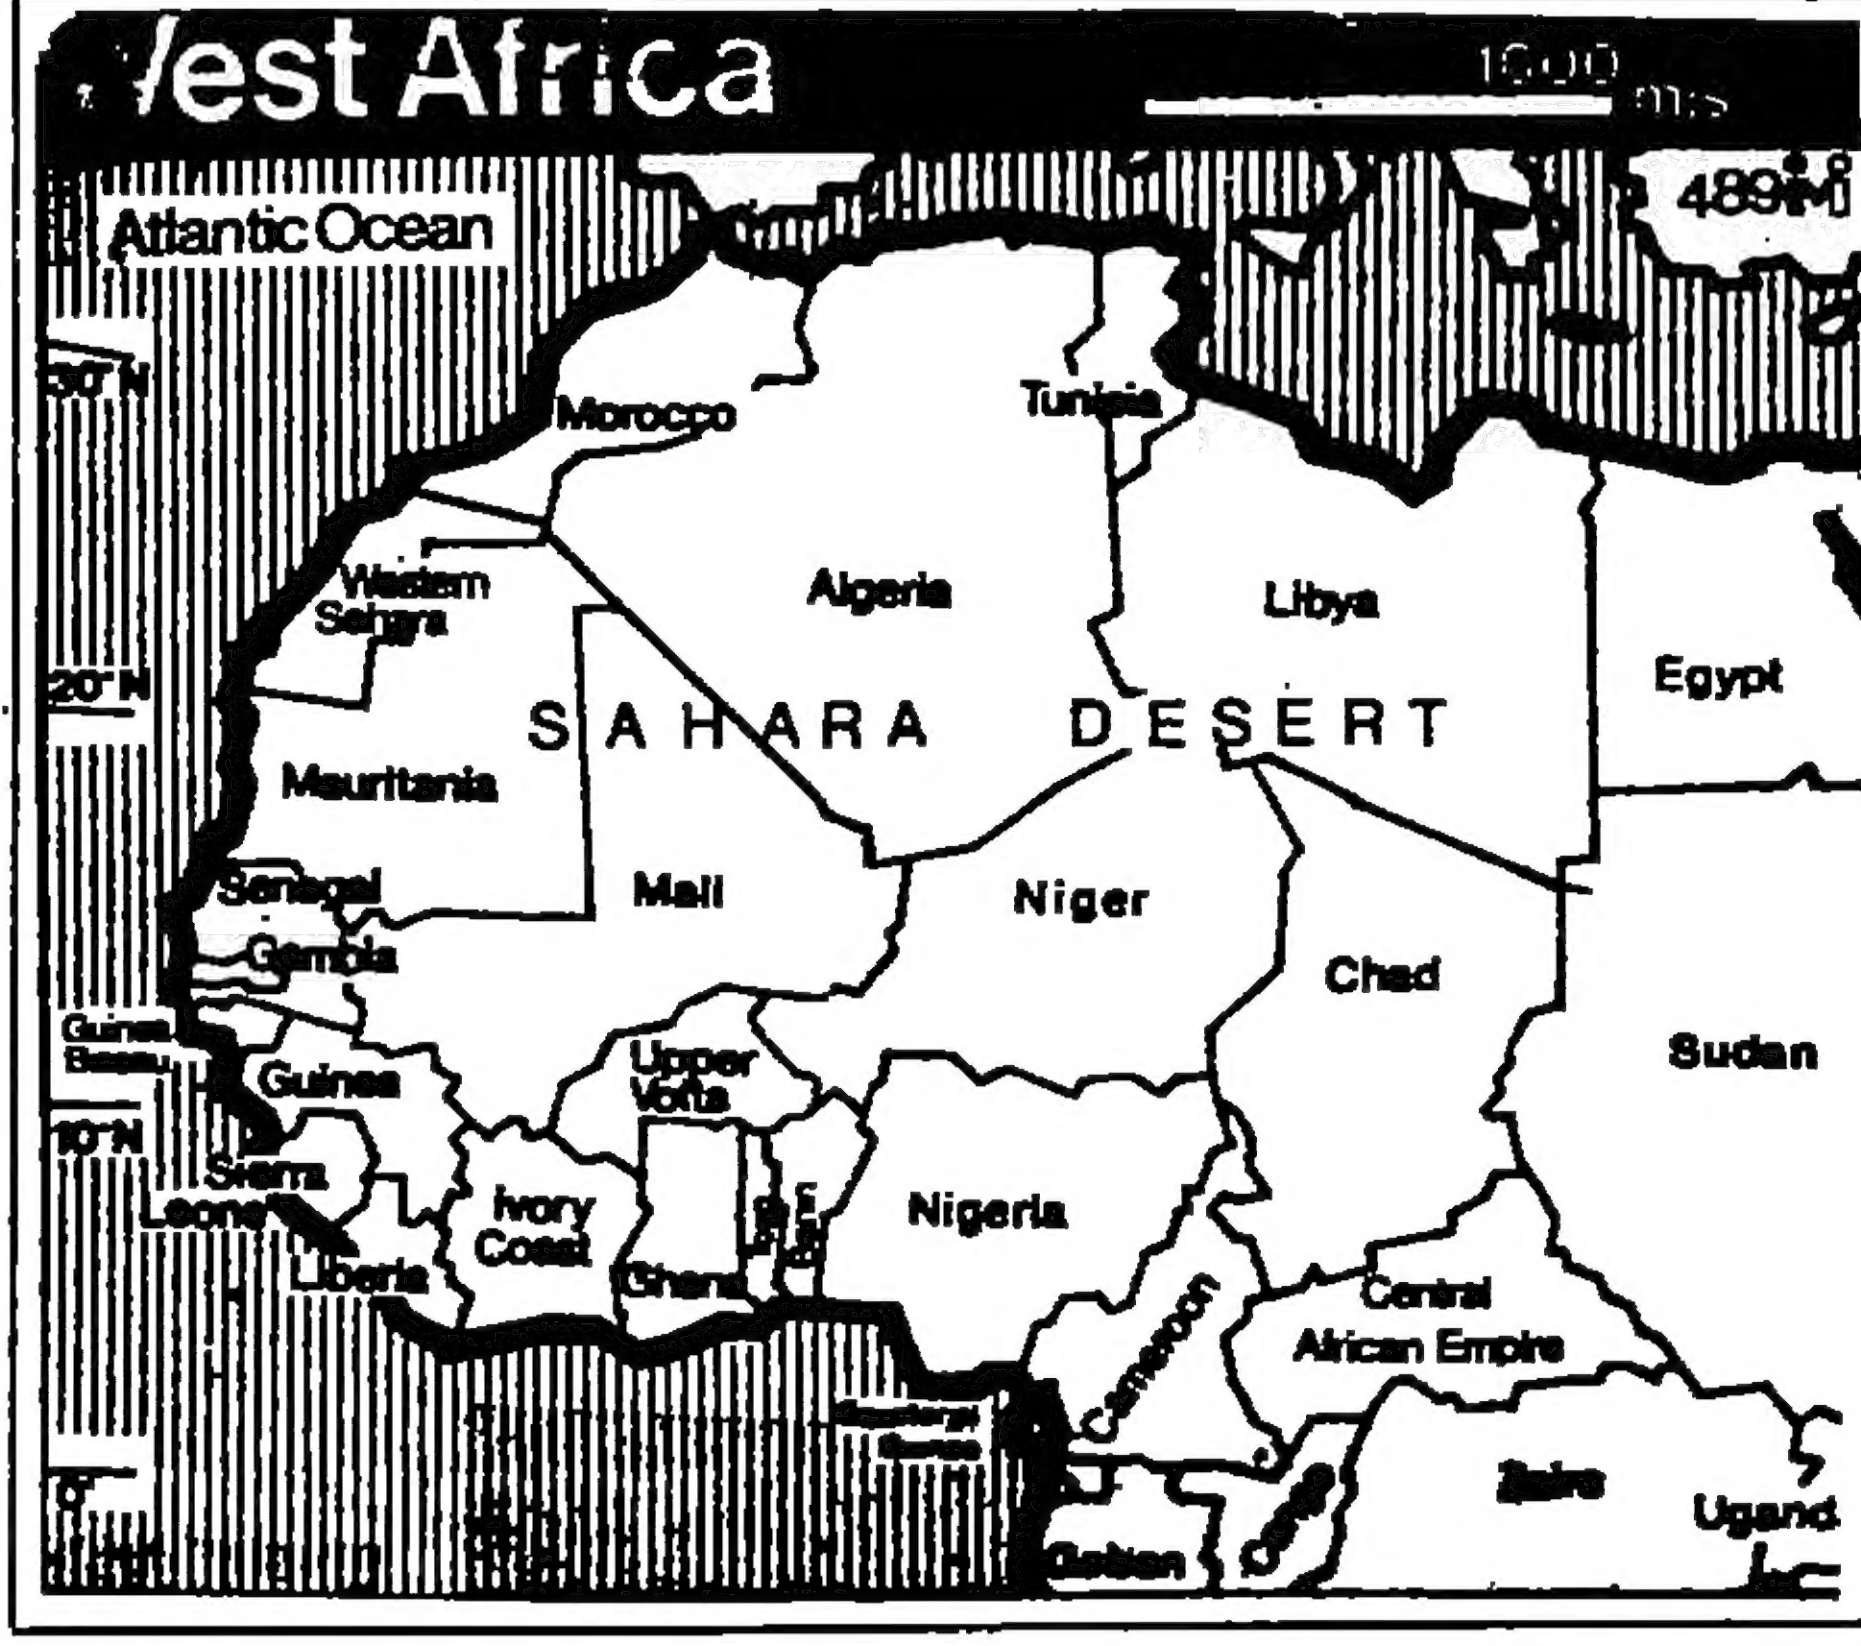 West Africa
1000
mls
Atlantic Ocean
30°N
Morocco
Tunisia
Western
Sahara
Algeria
Libya
Egypt
20°N
SAHARA DESERT
Mauritania
Senegal
Mali
Niger
Gambia
Chad
Guinea
Bissau
Guinea
Upper
Volta
Sudan
10°N
Sierra
Leone
Ivory
Coast
Nigeria
Liberia
Ghana
Cameroon
Central
African Empire
Zaire
Ugand
0°
Gabon